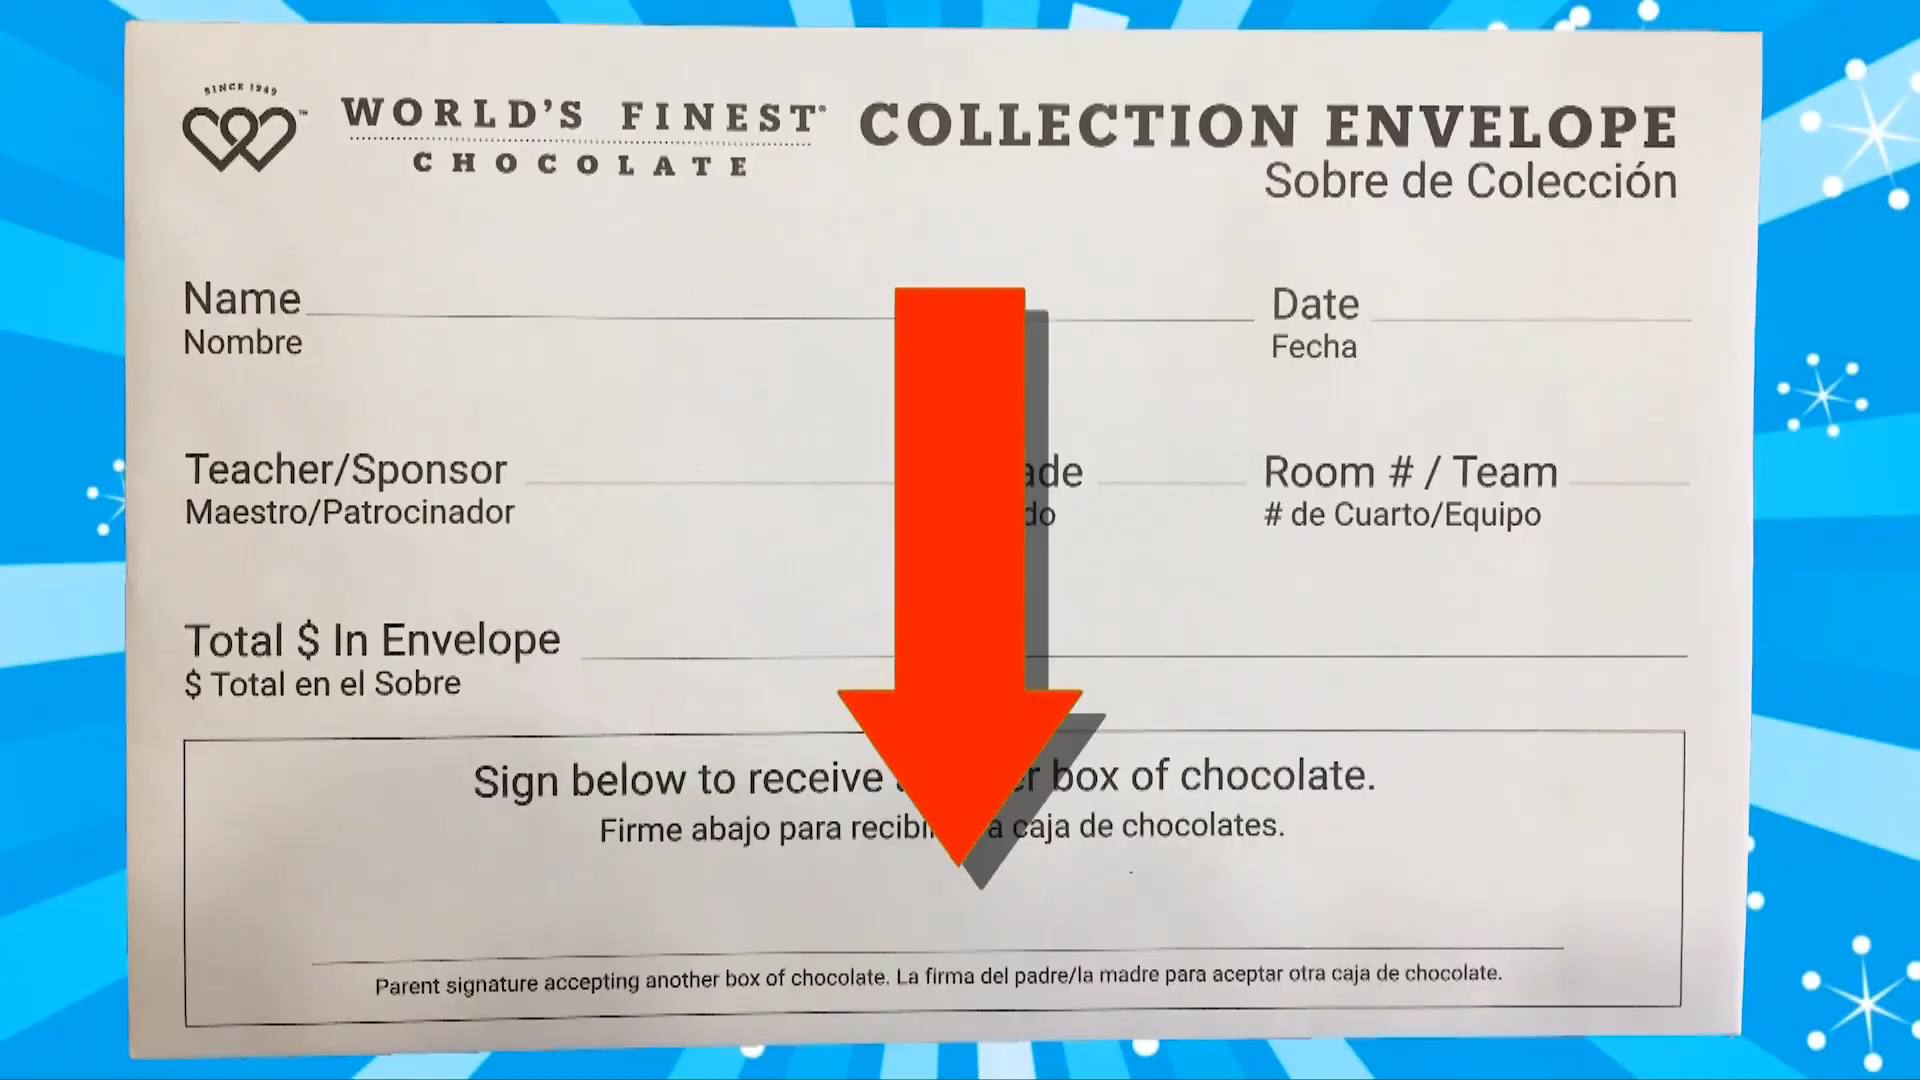 SINCE 1949
WORLD'S FINEST®
CHOCOLATE
COLLECTION ENVELOPE
Sobre de Colección
Name
Nombre
Date
Fecha
Teacher/Sponsor
Maestro/Patrocinador
Room # / Team
# de Cuarto/Equipo
Total $ In Envelope
$ Total en el Sobre
Sign below to receive box of chocolate.
Firme abajo para caja de chocolates.
Parent signature accepting another box of chocolate. La firma del padre/la madre para aceptar otra caja de chocolate.